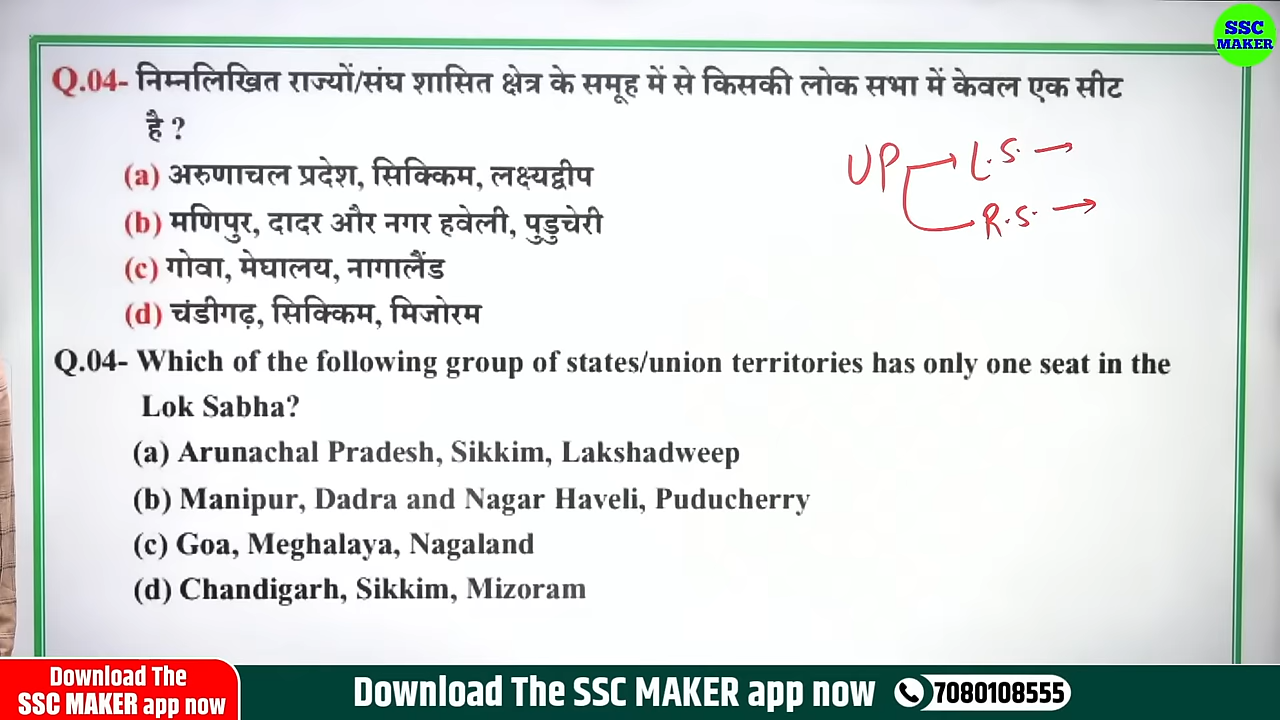 SSC
MAKER
Q.04- निम्नलिखित राज्यों/संघ शासित क्षेत्र के समूह में से किसकी लोक सभा में केवल एक सीट
है ?
(a) अरुणाचल प्रदेश, सिक्किम, लक्ष्यद्वीप
(b) मणिपुर, दादर और नगर हवेली, पुडुचेरी
(c) गोवा, मेघालय, नागालैंड
(d) चंडीगढ़, सिक्किम, मिजोरम
UP → L.S. →
R.S. →
Q.04- Which of the following group of states/union territories has only one seat in the
Lok Sabha?
(a) Arunachal Pradesh, Sikkim, Lakshadweep
(b) Manipur, Dadra and Nagar Haveli, Puducherry
(c) Goa, Meghalaya, Nagaland
(d) Chandigarh, Sikkim, Mizoram
Download The
SSC MAKER app now
Download The SSC MAKER app now 7080108555